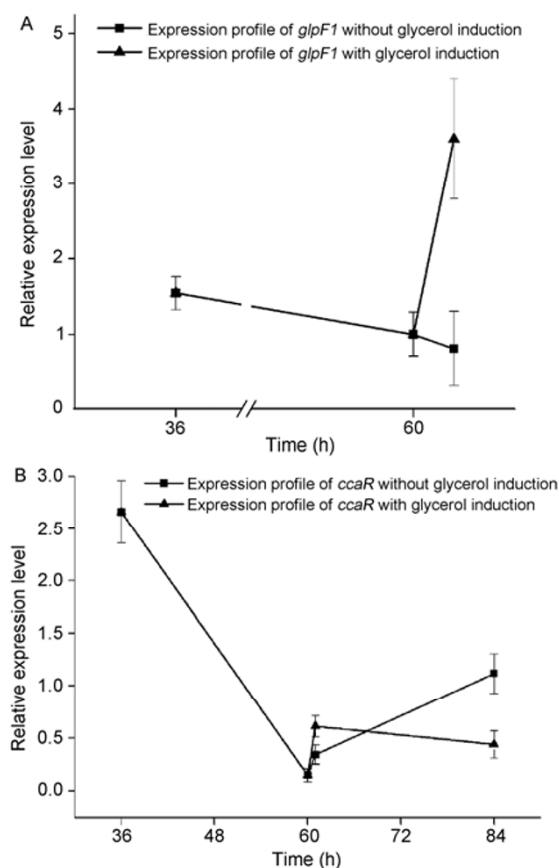 A
Expression profile of glpF1 without glycerol induction
Expression profile of glpF1 with glycerol induction
Relative expression level
5
4
3
2
1
0
36
60
Time (h)
B
Expression profile of ccaR without glycerol induction
Expression profile of ccaR with glycerol induction
Relative expression level
3.0
2.5
2.0
1.5
1.0
0.5
0.0
36
48
60
72
84
Time (h)